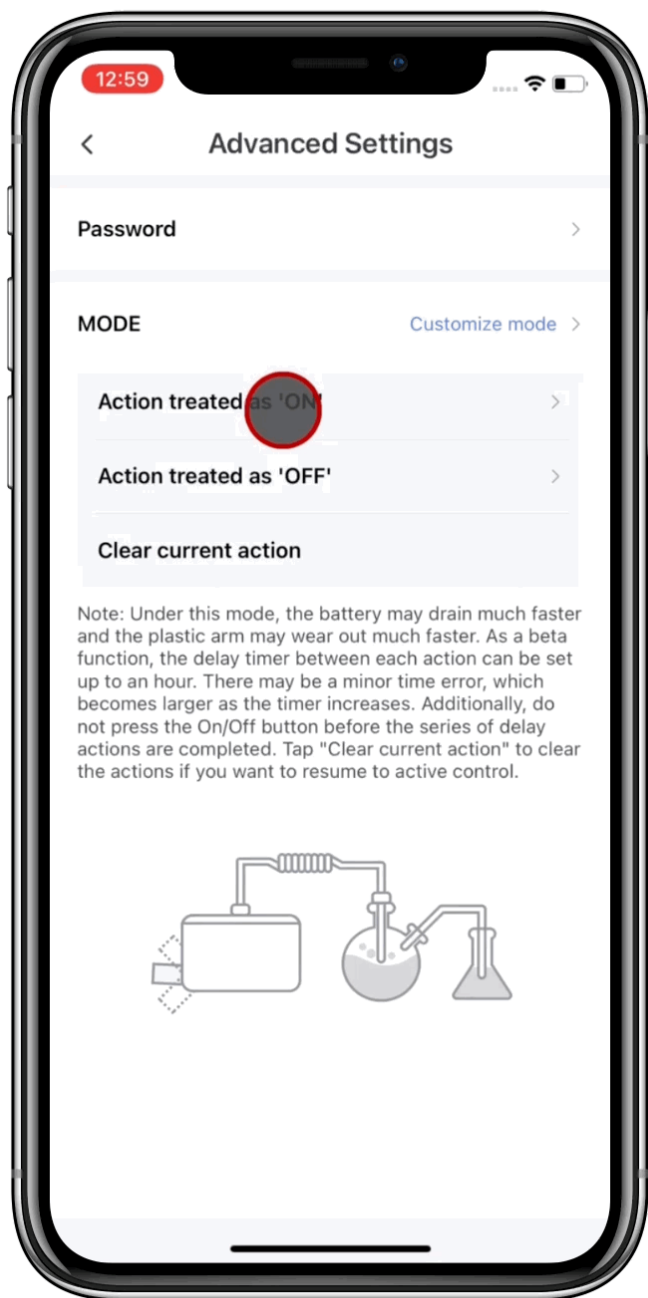 12:59
Advanced Settings
Password
MODE
Customize mode
Action treated as 'ON'
Action treated as 'OFF'
Clear current action
Note: Under this mode, the battery may drain much faster
and the plastic arm may wear out much faster. As a beta
function, the delay timer between each action can be set
up to an hour. There may be a minor time error, which
becomes larger as the timer increases. Additionally, do
not press the On/Off button before the series of delay
actions are completed. Tap "Clear current action" to clear
the actions if you want to resume to active control.